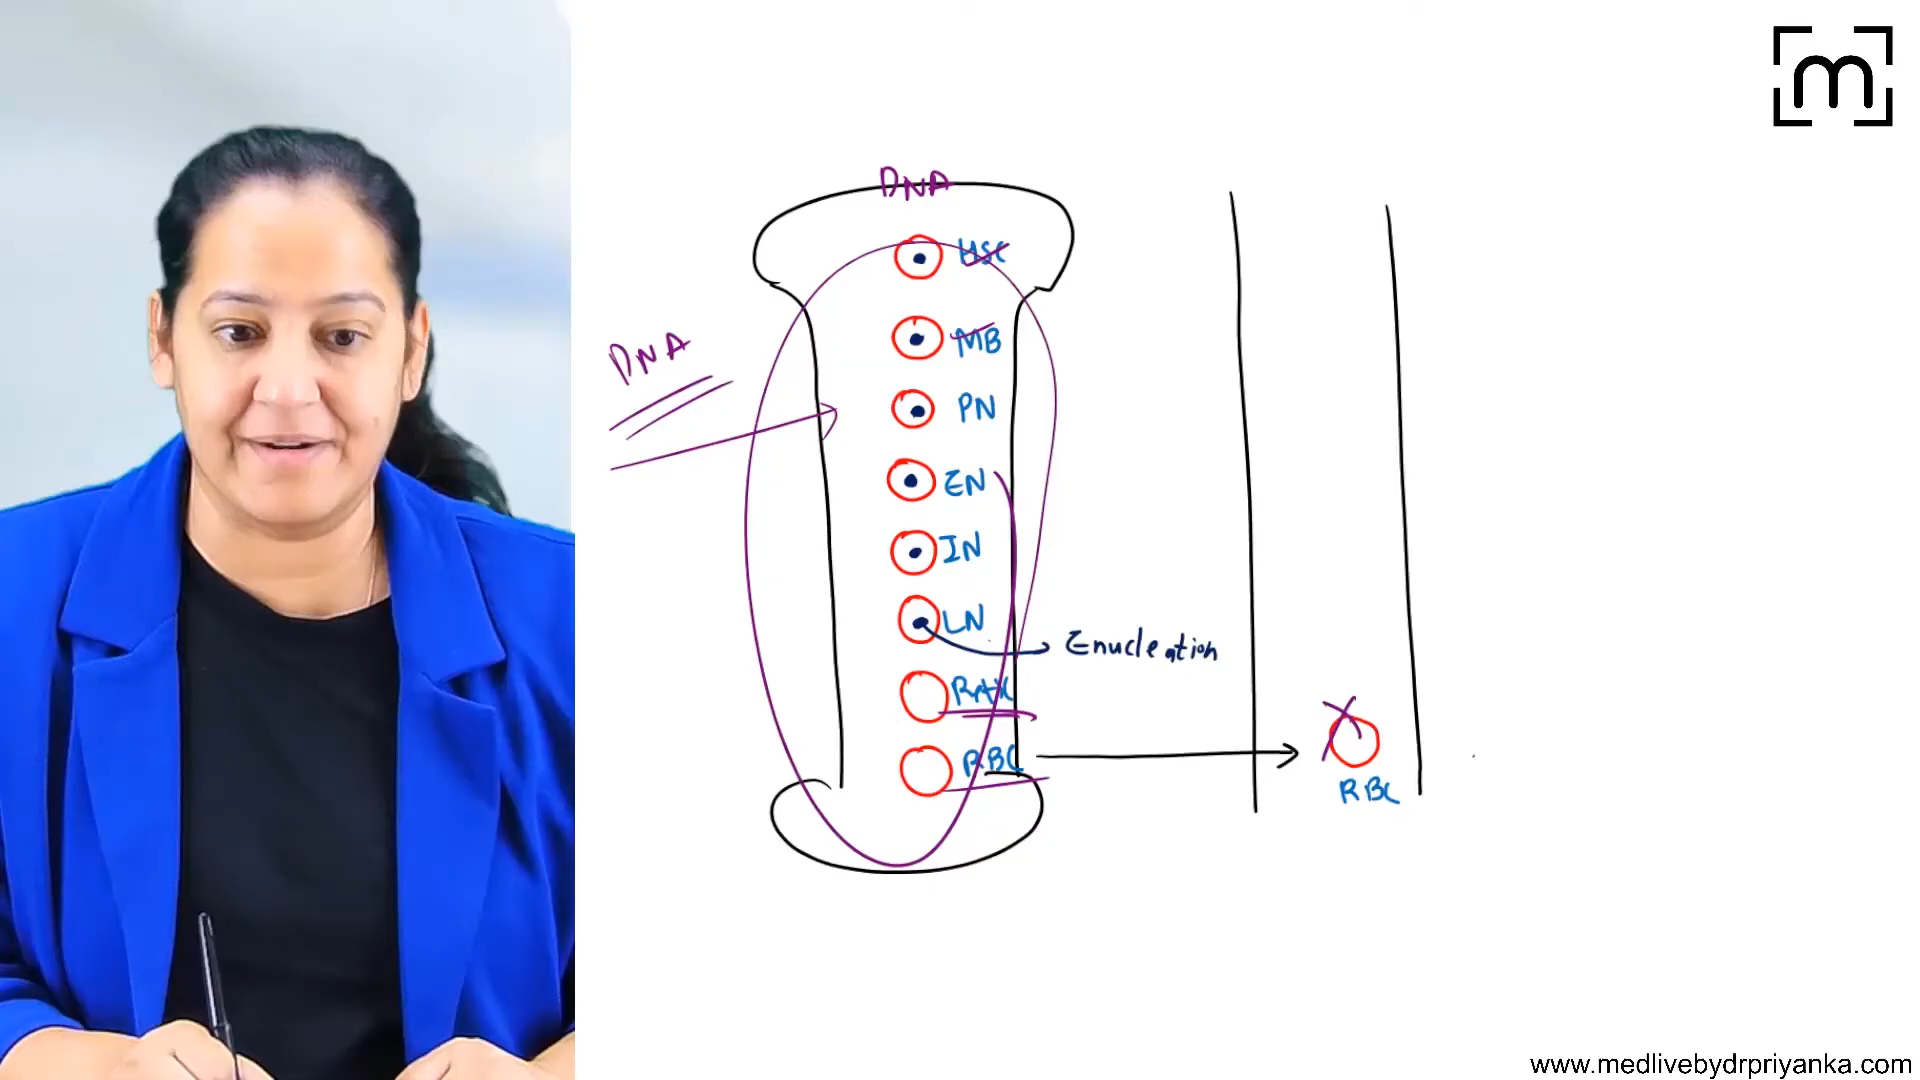 DNA
HSC
MB
DNA
PN
EN
IN
LN
Enucleation
RBC
RBC
m
www.medlivebydrpriyanka.com